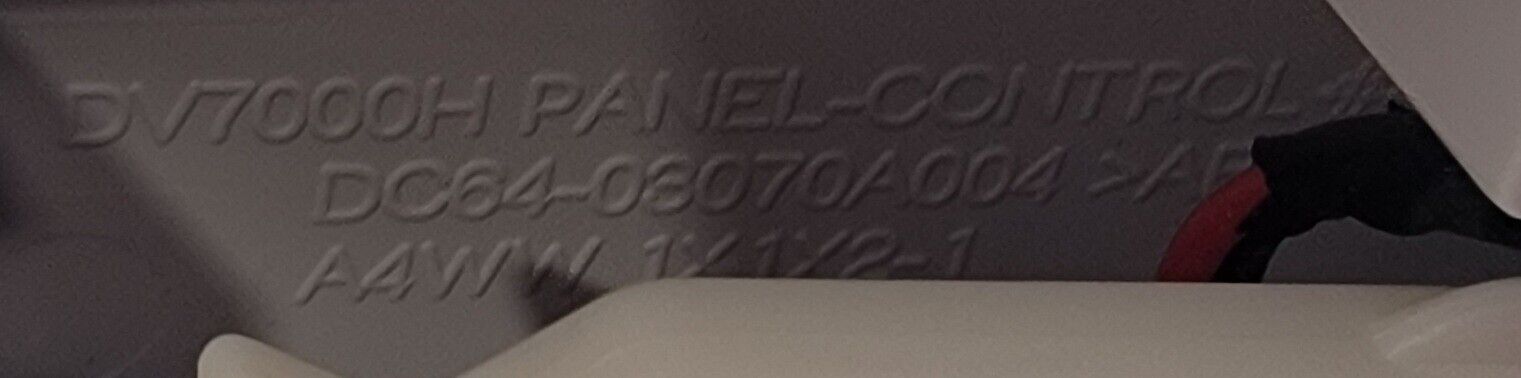 DV7000H PANEL-CONTROL
DC64-03070A004
A4WW 1X1X2-1